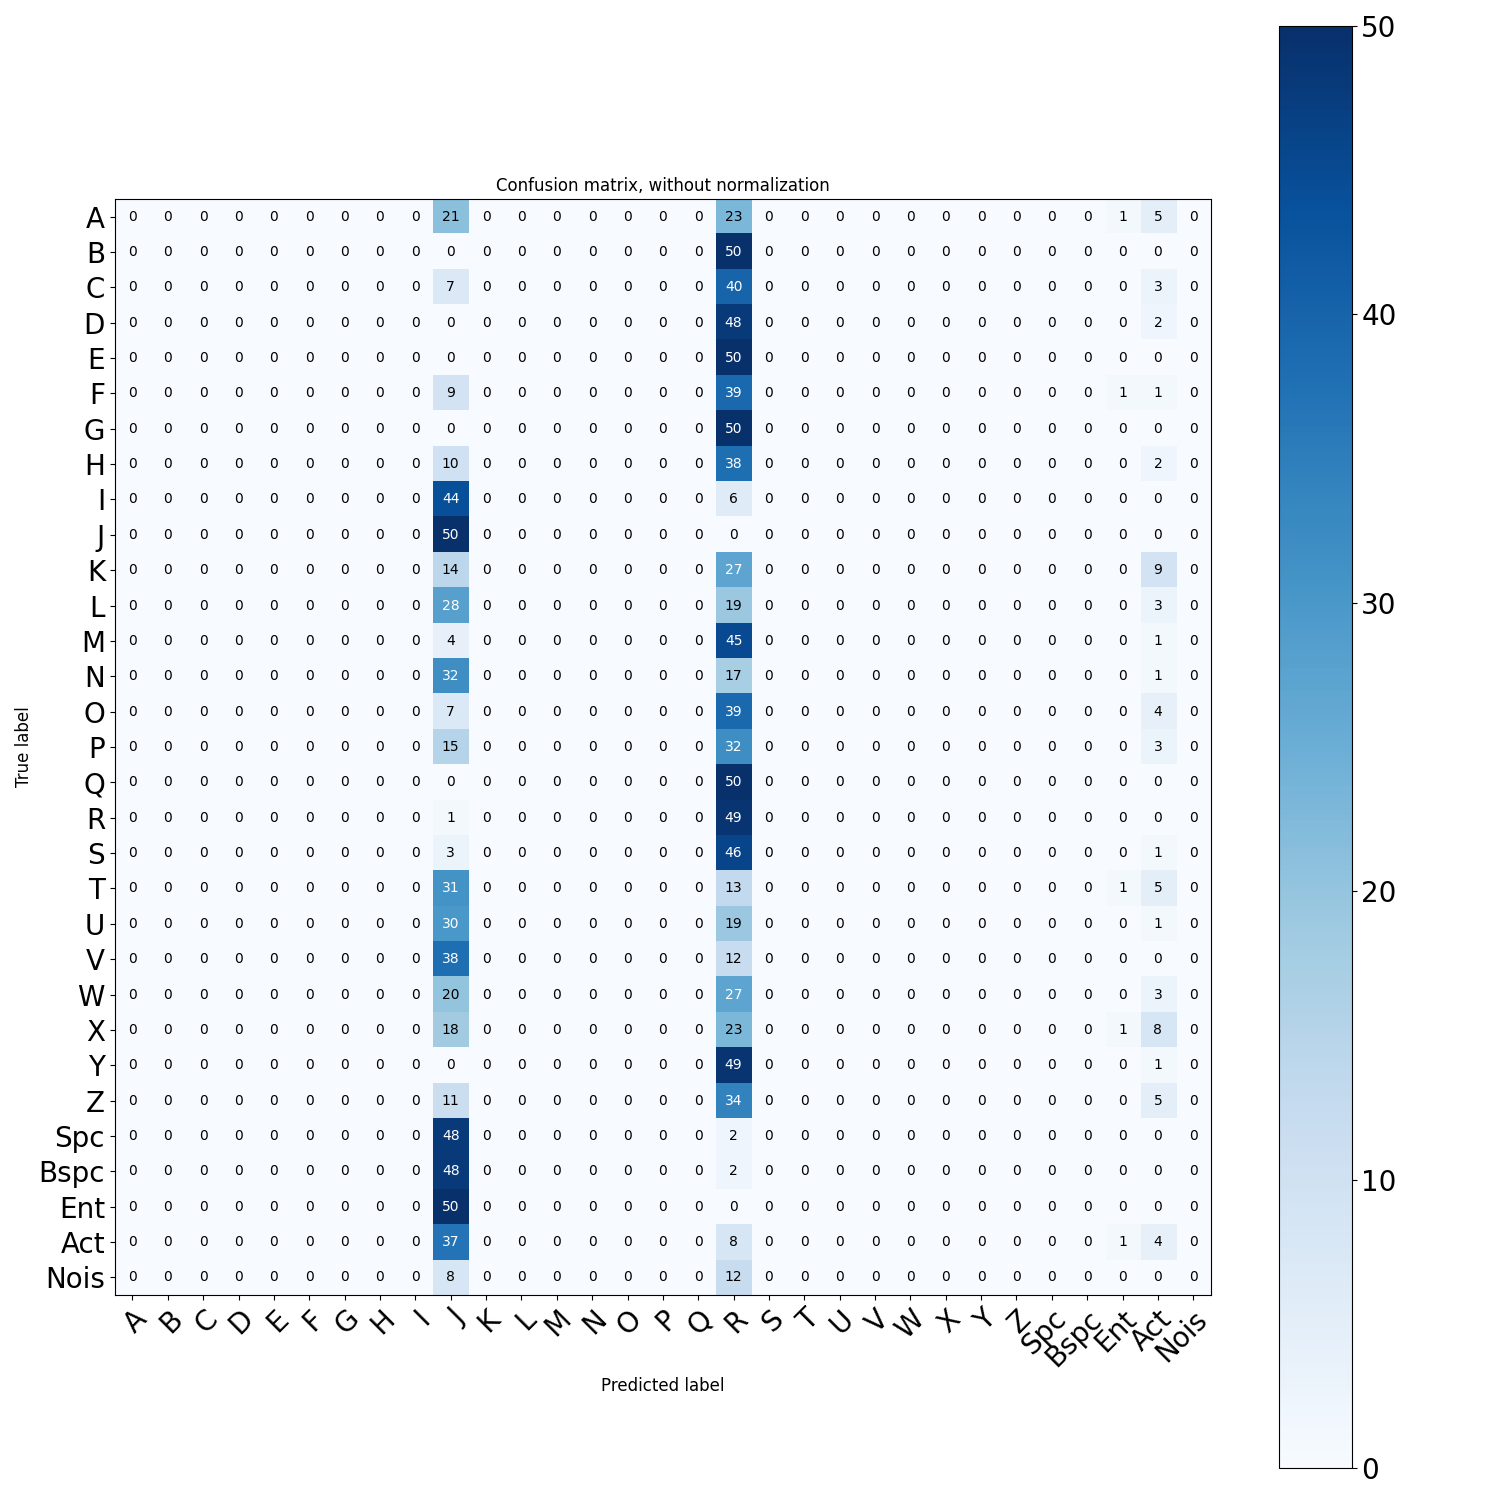 Confusion matrix, without normalization
A 0 0 0 0 0 0 0 0 0 21 0 0 0 0 0 0 0 23 0 0 0 0 0 0 0 0 0 0 1 5 0
B 0 0 0 0 0 0 0 0 0 0 0 0 0 0 0 0 0 50 0 0 0 0 0 0 0 0 0 0 0 0 0
C 0 0 0 0 0 0 0 0 0 7 0 0 0 0 0 0 0 40 0 0 0 0 0 0 0 0 0 0 0 3 0
D 0 0 0 0 0 0 0 0 0 0 0 0 0 0 0 0 0 48 0 0 0 0 0 0 0 0 0 0 0 2 0
E 0 0 0 0 0 0 0 0 0 0 0 0 0 0 0 0 0 50 0 0 0 0 0 0 0 0 0 0 0 0 0
F 0 0 0 0 0 0 0 0 0 9 0 0 0 0 0 0 0 39 0 0 0 0 0 0 0 0 0 0 1 1 0
G 0 0 0 0 0 0 0 0 0 0 0 0 0 0 0 0 0 50 0 0 0 0 0 0 0 0 0 0 0 0 0
H 0 0 0 0 0 0 0 0 0 10 0 0 0 0 0 0 0 38 0 0 0 0 0 0 0 0 0 0 0 2 0
I 0 0 0 0 0 0 0 0 0 44 0 0 0 0 0 0 0 6 0 0 0 0 0 0 0 0 0 0 0 0 0
J 0 0 0 0 0 0 0 0 0 50 0 0 0 0 0 0 0 0 0 0 0 0 0 0 0 0 0 0 0 0 0
K 0 0 0 0 0 0 0 0 0 14 0 0 0 0 0 0 0 27 0 0 0 0 0 0 0 0 0 0 0 9 0
L 0 0 0 0 0 0 0 0 0 28 0 0 0 0 0 0 0 19 0 0 0 0 0 0 0 0 0 0 0 3 0
M 0 0 0 0 0 0 0 0 0 4 0 0 0 0 0 0 0 45 0 0 0 0 0 0 0 0 0 0 0 1 0
N 0 0 0 0 0 0 0 0 0 32 0 0 0 0 0 0 0 17 0 0 0 0 0 0 0 0 0 0 0 1 0
O 0 0 0 0 0 0 0 0 0 7 0 0 0 0 0 0 0 39 0 0 0 0 0 0 0 0 0 0 0 4 0
P 0 0 0 0 0 0 0 0 0 15 0 0 0 0 0 0 0 32 0 0 0 0 0 0 0 0 0 0 0 3 0
Q 0 0 0 0 0 0 0 0 0 0 0 0 0 0 0 0 0 50 0 0 0 0 0 0 0 0 0 0 0 0 0
R 0 0 0 0 0 0 0 0 0 1 0 0 0 0 0 0 0 49 0 0 0 0 0 0 0 0 0 0 0 0 0
S 0 0 0 0 0 0 0 0 0 3 0 0 0 0 0 0 0 46 0 0 0 0 0 0 0 0 0 0 0 1 0
T 0 0 0 0 0 0 0 0 0 31 0 0 0 0 0 0 0 13 0 0 0 0 0 0 0 0 0 0 1 5 0
U 0 0 0 0 0 0 0 0 0 30 0 0 0 0 0 0 0 19 0 0 0 0 0 0 0 0 0 0 0 1 0
V 0 0 0 0 0 0 0 0 0 38 0 0 0 0 0 0 0 12 0 0 0 0 0 0 0 0 0 0 0 0 0
W 0 0 0 0 0 0 0 0 0 20 0 0 0 0 0 0 0 27 0 0 0 0 0 0 0 0 0 0 0 3 0
X 0 0 0 0 0 0 0 0 0 18 0 0 0 0 0 0 0 23 0 0 0 0 0 0 0 0 0 0 1 8 0
Y 0 0 0 0 0 0 0 0 0 0 0 0 0 0 0 0 0 49 0 0 0 0 0 0 0 0 0 0 0 1 0
Z 0 0 0 0 0 0 0 0 0 11 0 0 0 0 0 0 0 34 0 0 0 0 0 0 0 0 0 0 0 5 0
Spc 0 0 0 0 0 0 0 0 0 48 0 0 0 0 0 0 0 2 0 0 0 0 0 0 0 0 0 0 0 0 0
Bspc 0 0 0 0 0 0 0 0 0 48 0 0 0 0 0 0 0 2 0 0 0 0 0 0 0 0 0 0 0 0 0
Ent 0 0 0 0 0 0 0 0 0 50 0 0 0 0 0 0 0 0 0 0 0 0 0 0 0 0 0 0 0 0 0
Act 0 0 0 0 0 0 0 0 0 37 0 0 0 0 0 0 0 8 0 0 0 0 0 0 0 0 0 0 1 4 0
Nois 0 0 0 0 0 0 0 0 0 8 0 0 0 0 0 0 0 12 0 0 0 0 0 0 0 0 0 0 0 0 0
A B C D E F G H I J K L M N O P Q R S T U V W X Y Z Spc Bspc Ent Act Nois
Predicted label
True label
50
40
30
20
10
0